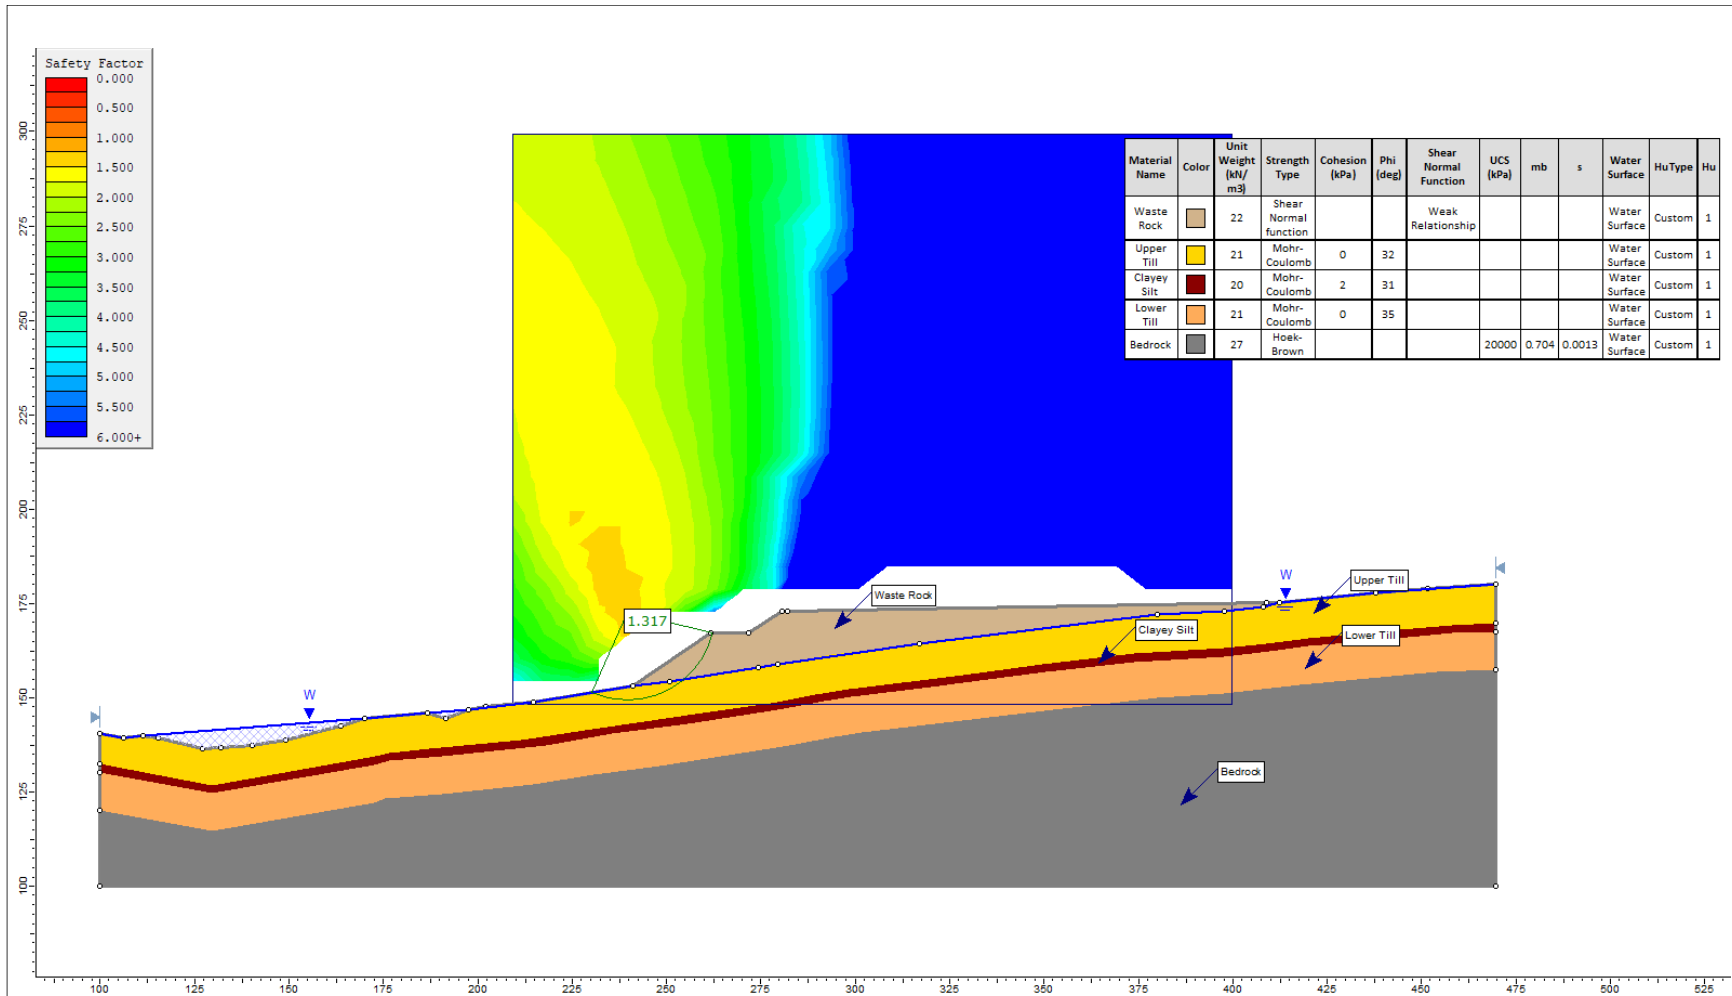 Safety Factor
0.000
0.500
1.000
1.500
2.000
2.500
3.000
3.500
4.000
4.500
5.000
5.500
6.000+
Material Name Color Unit Weight (kN/ m3) Strength Type Cohesion (kPa) Phi (deg) Shear Normal Function UCS (kPa) mb s Water Surface HuType Hu
Waste Rock 22 Shear Normal function Weak Relationship Water Surface Custom 1
Upper Till 21 Mohr-Coulomb 0 32 Water Surface Custom 1
Clayey Silt 20 Mohr-Coulomb 2 31 Water Surface Custom 1
Lower Till 21 Mohr-Coulomb 0 35 Water Surface Custom 1
Bedrock 27 Hoek-Brown 20000 0.704 0.0013 Water Surface Custom 1
W
Upper Till
Waste Rock
1.317
Clayey Silt
Lower Till
W
Bedrock
300
275
250
225
200
175
150
125
100
100 125 150 175 200 225 250 275 300 325 350 375 400 425 450 475 500 525